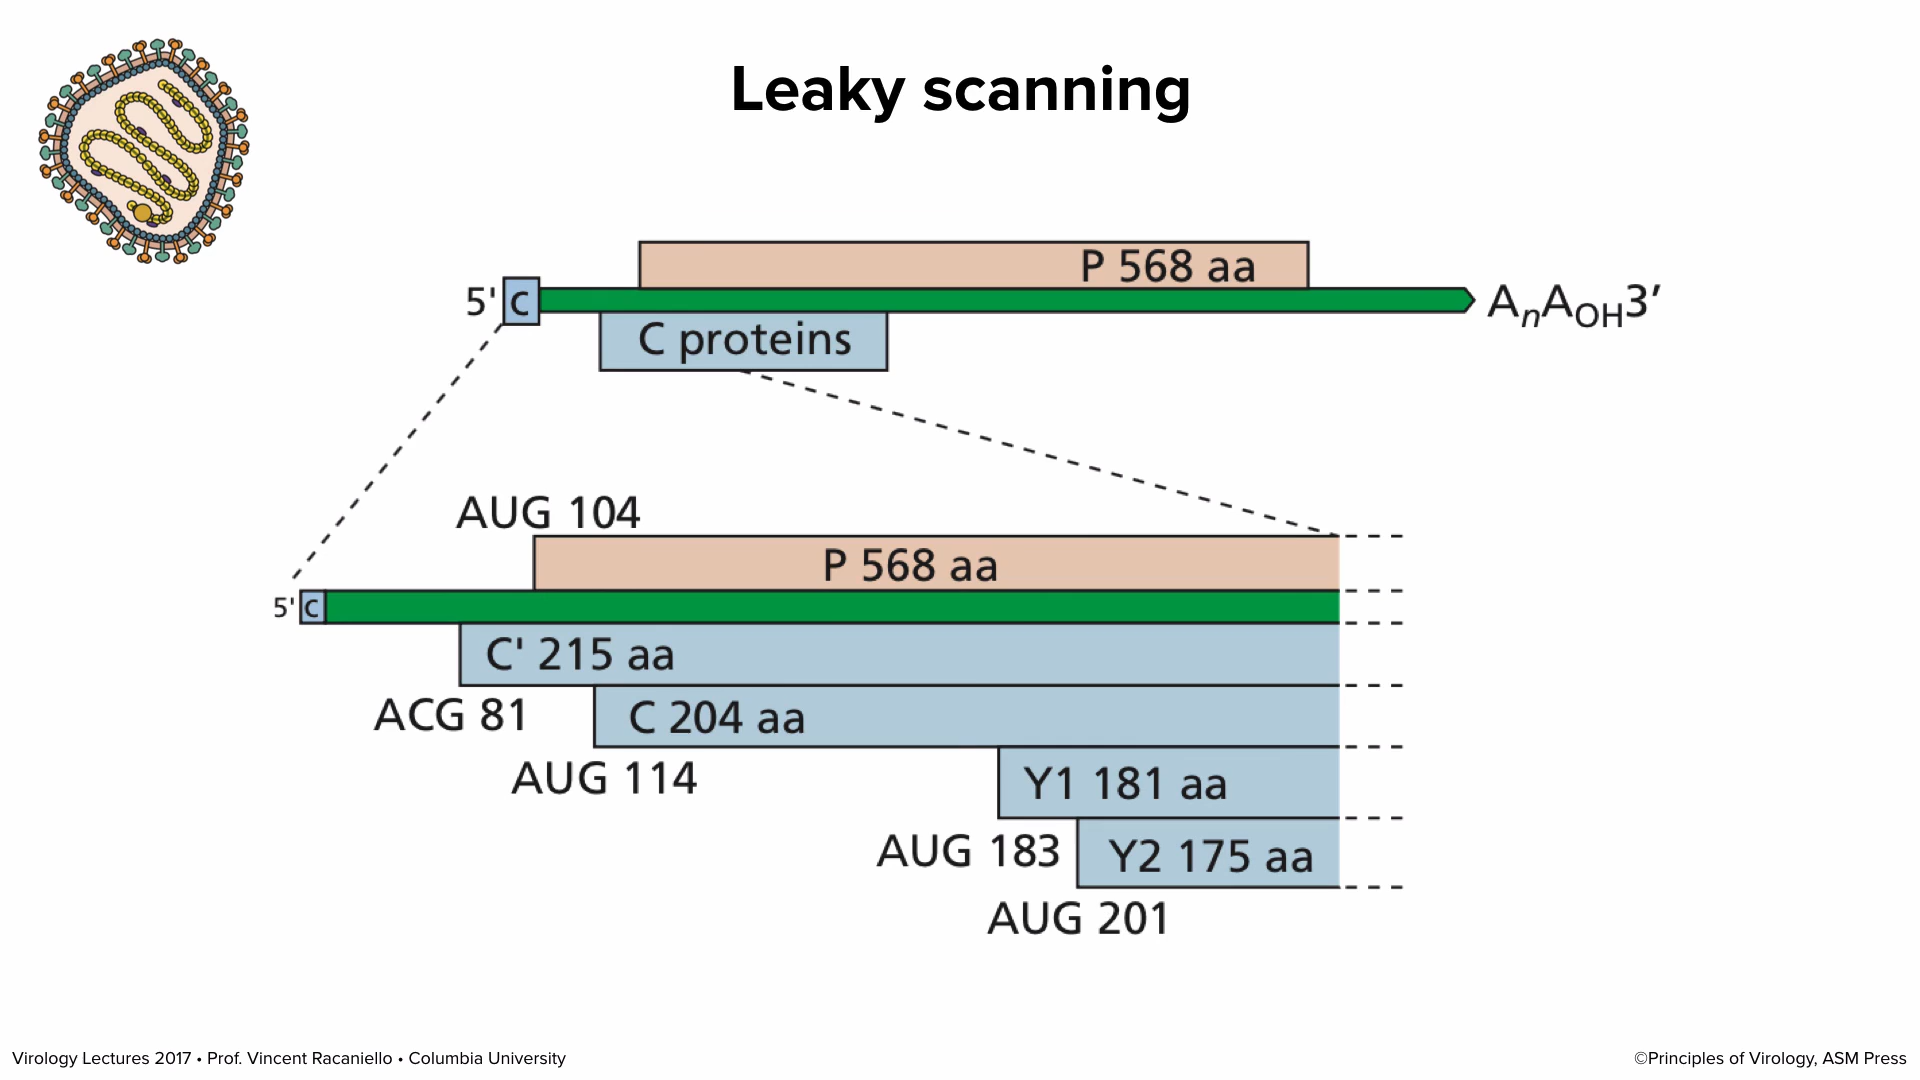 Leaky scanning
P 568 aa
5' c AnAOH3′
C proteins
AUG 104
P 568 aa
5' c
C' 215 aa
ACG 81
C 204 aa
AUG 114
Y1 181 aa
AUG 183
Y2 175 aa
AUG 201
Virology Lectures 2017 • Prof. Vincent Racaniello • Columbia University
©Principles of Virology, ASM Press